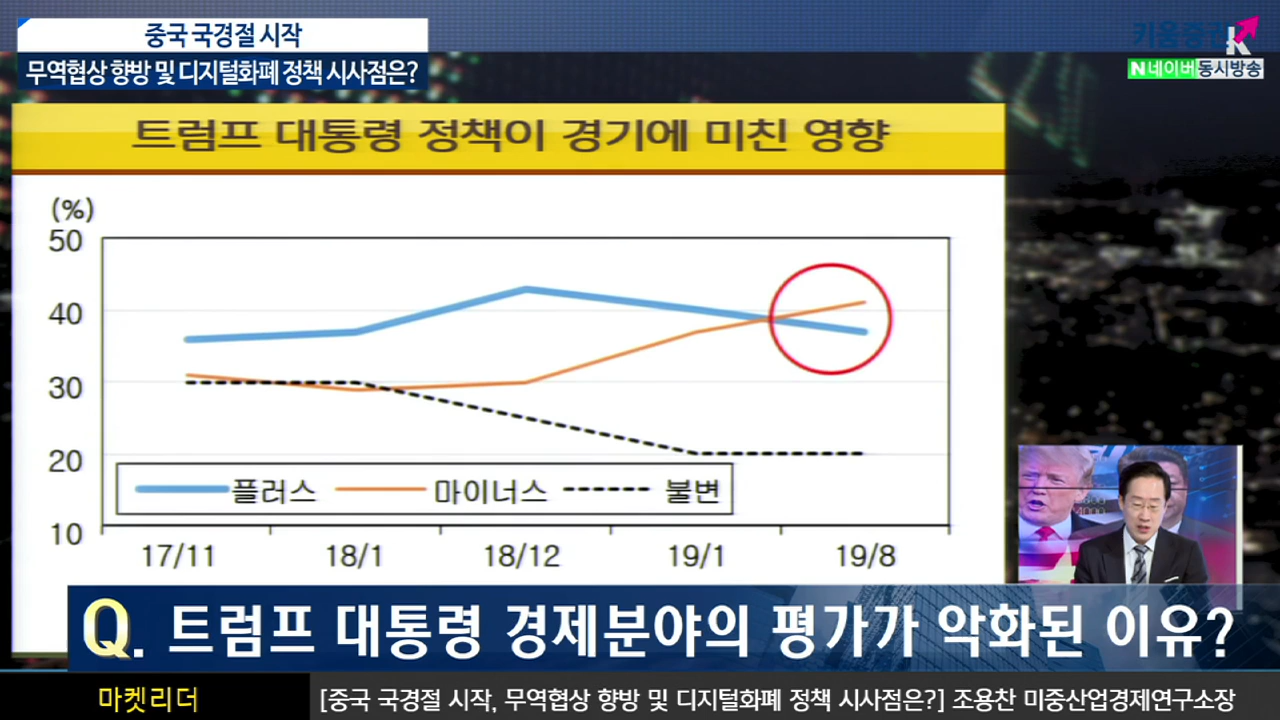 중국 국경절 시작
무역협상 향방 및 디지털화폐 정책 시사점은?
키움증권
N 네이버 동시방송
트럼프 대통령 정책이 경기에 미친 영향
(%)
50
40
30
20
10
플러스 마이너스 불변
17/11 18/1 18/12 19/1 19/8
Q. 트럼프 대통령 경제분야의 평가가 악화된 이유?
마켓리더 [중국 국경절 시작, 무역협상 향방 및 디지털화폐 정책 시사점은?] 조용찬 미중산업경제연구소장